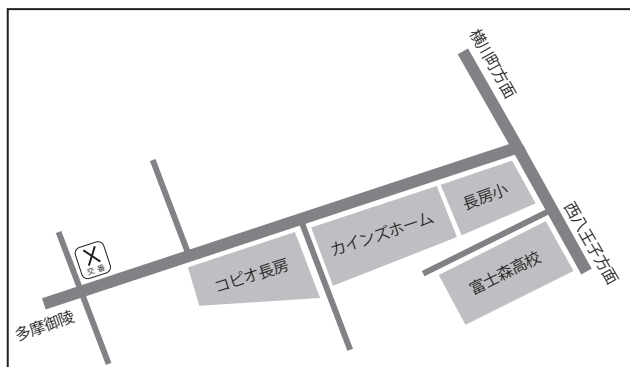 横川町方面
西八王子方面
長房小
カインズホーム
富士森高校
コピオ長房
交番
多摩御陵